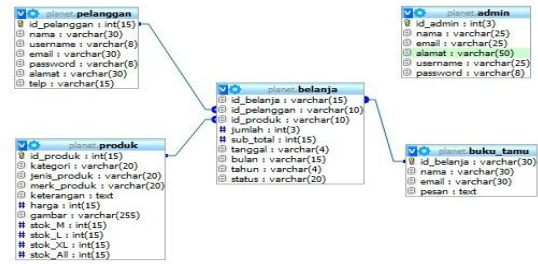 planet.pelanggan
id_pelanggan : int(15)
nama : varchar(30)
username : varchar(8)
email : varchar(30)
password : varchar(8)
alamat : varchar(30)
telp : varchar(15)
planet.admin
id_admin : int(3)
nama : varchar(25)
email : varchar(25)
alamat : varchar(50)
username : varchar(25)
password : varchar(8)
planet.belanja
id_belanja : varchar(15)
id_pelanggan : varchar(10)
id_produk : varchar(10)
# jumlah : int(3)
# sub_total : int(15)
tanggal : varchar(4)
bulan : varchar(15)
tahun : varchar(4)
status : varchar(20)
planet.produk
id_produk : int(15)
kategori : varchar(20)
jenis_produk : varchar(20)
merk_produk : varchar(20)
keterangan : text
# harga : int(15)
gambar : varchar(255)
# stok_M : int(15)
# stok_L : int(15)
# stok_XL : int(15)
# stok_All : int(15)
planet.buku_tamu
id_belanja : varchar(30)
nama : varchar(30)
email : varchar(30)
pesan : text